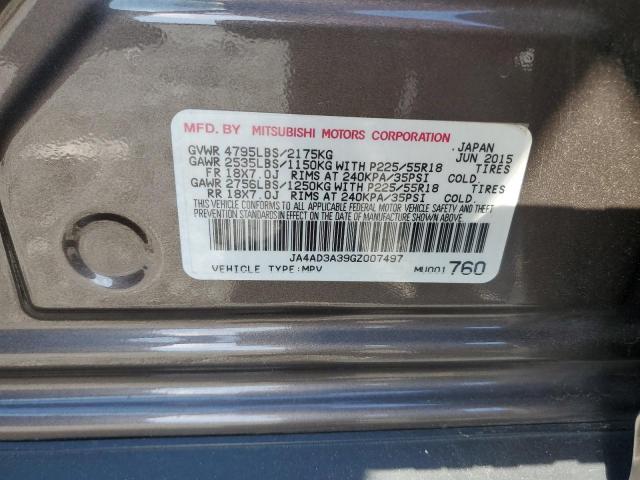 MFD. BY MITSUBISHI MOTORS CORPORATION JAPAN
GVWR 4795LBS/2175KG JUN 2015
GAWR 2535LBS/1150KG WITH P225/55R18 TIRES
FR 18X7.0J RIMS AT 240KPA/35PSI COLD.
GAWR 2756LBS/1250KG WITH P225/55R18 TIRES
RR 18X7.0J RIMS AT 240KPA/35PSI COLD.
THIS VEHICLE CONFORMS TO ALL APPLICABLE FEDERAL MOTOR VEHICLE SAFETY AND THEFT
PREVENTION STANDARDS IN EFFECT ON THE DATE OF MANUFACTURE SHOWN ABOVE.
JA4AD3A39GZ007497
VEHICLE TYPE:MPV MU001 760